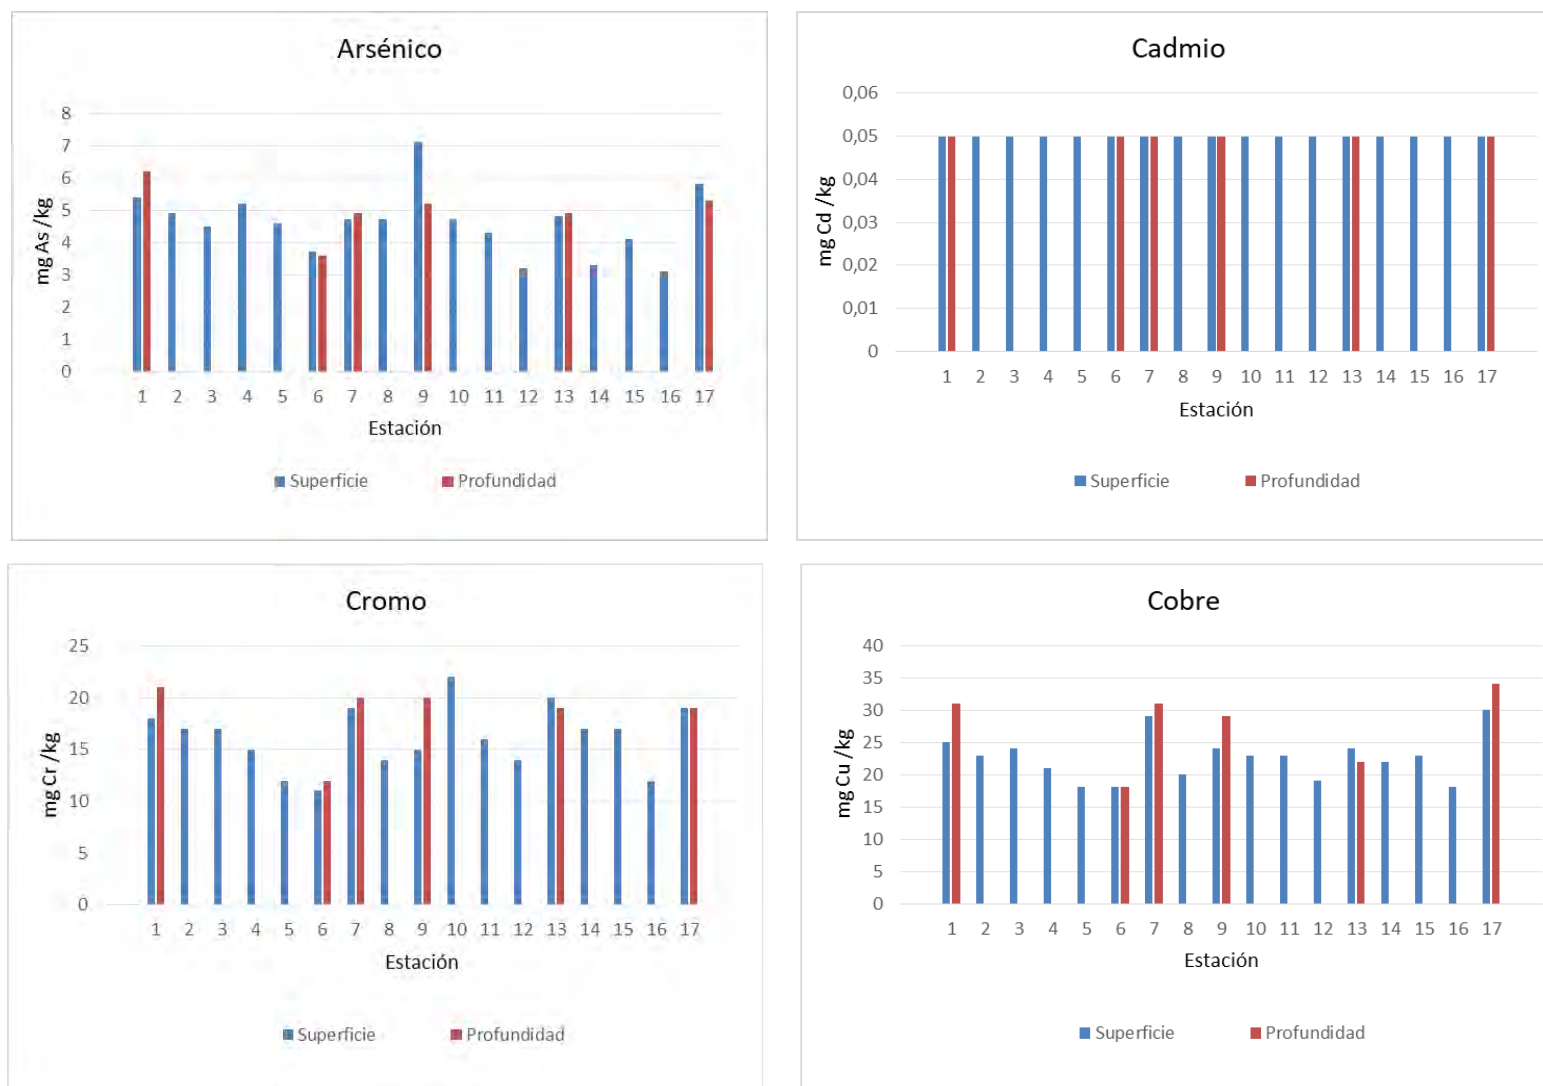 Arsénico
8
7
6
5
4
3
2
1
0
mg As /kg
1 2 3 4 5 6 7 8 9 10 11 12 13 14 15 16 17
Estación
Superficie Profundidad
Cadmio
0,06
0,05
0,04
0,03
0,02
0,01
0
mg Cd /kg
1 2 3 4 5 6 7 8 9 10 11 12 13 14 15 16 17
Estación
Superficie Profundidad
Cromo
25
20
15
10
5
0
mg Cr /kg
1 2 3 4 5 6 7 8 9 10 11 12 13 14 15 16 17
Estación
Superficie Profundidad
Cobre
40
35
30
25
20
15
10
5
0
mg Cu /kg
1 2 3 4 5 6 7 8 9 10 11 12 13 14 15 16 17
Estación
Superficie Profundidad